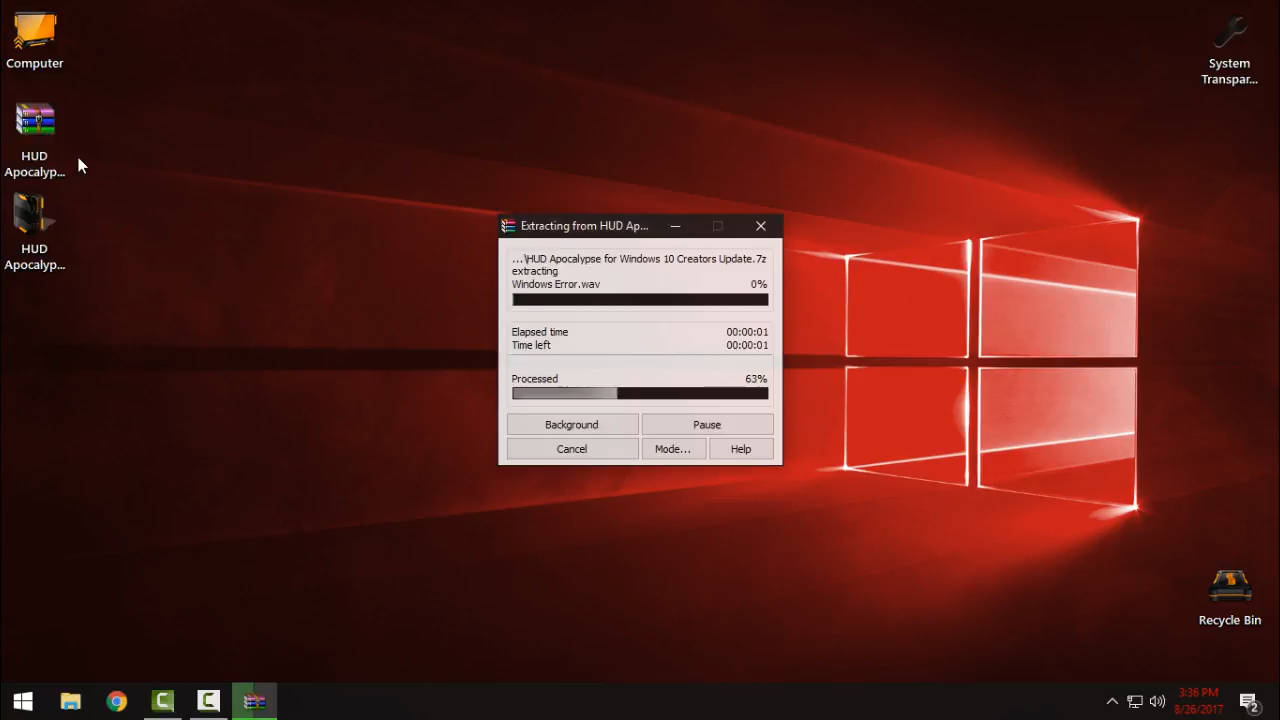 Computer
HUD
Apocalyp...
HUD
Apocalyp...
System
Transpar...
Extracting from HUD Ap...
...\HUD Apocalypse for Windows 10 Creators Update.7z
extracting
Windows Error.wav 0%
Elapsed time 00:00:01
Time left 00:00:01
Processed 63%
Background Pause
Cancel Mode... Help
Recycle Bin
3:36 PM
8/26/2017
2